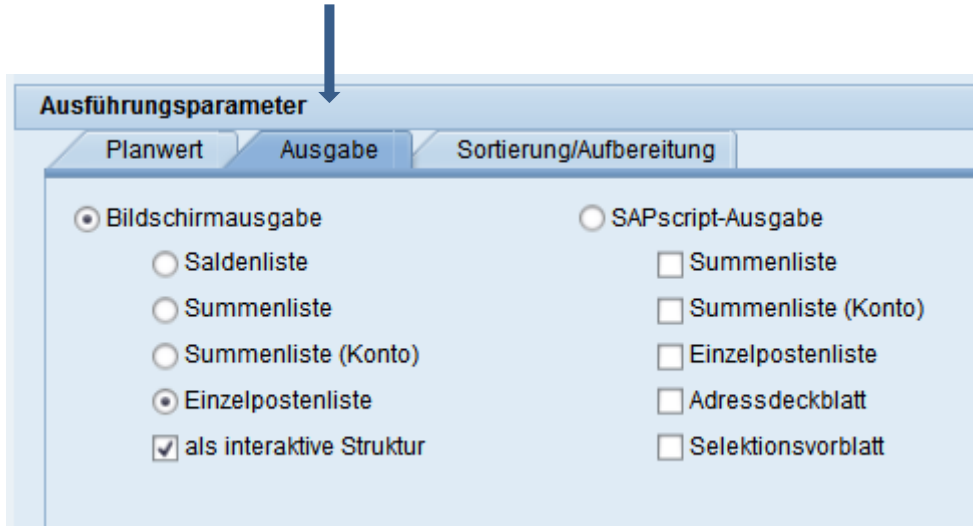 Ausführungsparameter
Planwert Ausgabe Sortierung/Aufbereitung
Bildschirmausgabe SAPscript-Ausgabe
Saldenliste Summenliste
Summenliste Summenliste (Konto)
Summenliste (Konto) Einzelpostenliste
Einzelpostenliste Adressdeckblatt
als interaktive Struktur Selektionsvorblatt